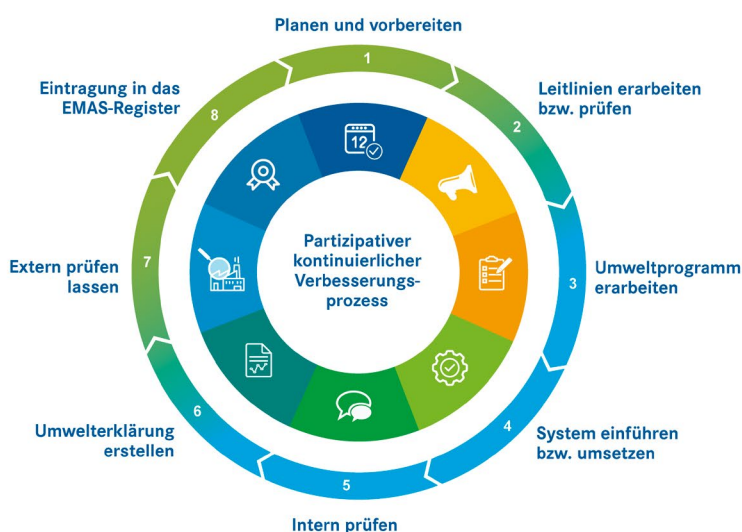 Planen und vorbereiten
1
Leitlinien erarbeiten
bzw. prüfen
2
Umweltprogramm
erarbeiten
3
System einführen
bzw. umsetzen
4
Intern prüfen
5
Umwelterklärung
erstellen
6
Extern prüfen
lassen
7
Eintragung in das
EMAS-Register
8
12
Partizipativer
kontinuierlicher
Verbesserungs-
prozess